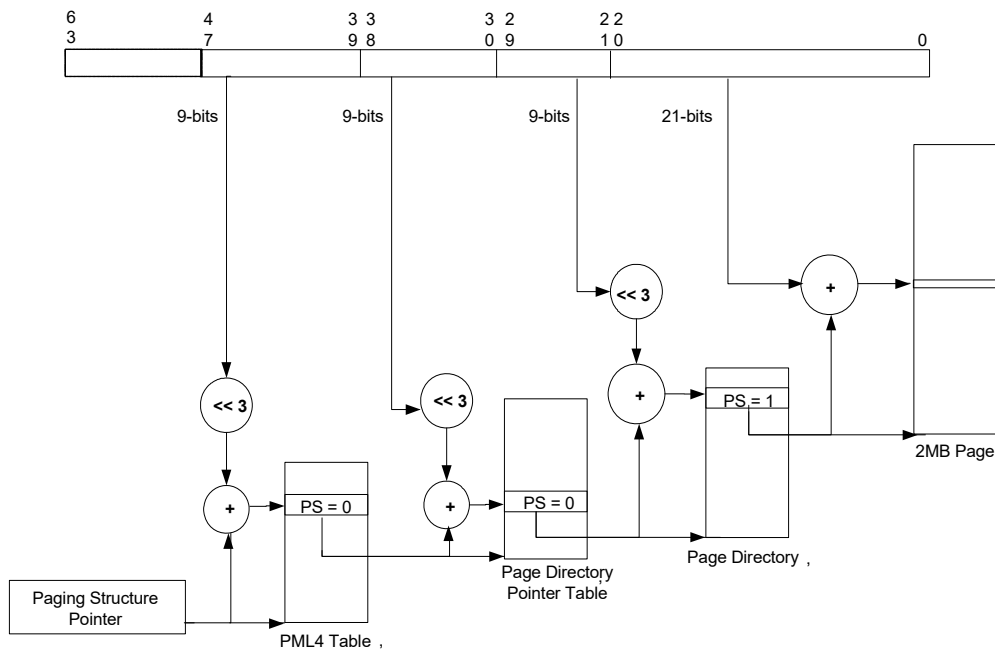 6 4 3 3 3 2 2 2
3 7 9 8 0 9 1 0 0
9-bits 9-bits 9-bits 21-bits
<< 3
+
2MB Page
<< 3
<< 3
+
PS = 1
PS = 0
+
+
PS = 0
Page Directory ,
Page Directory
Pointer Table ,
Paging Structure
Pointer
PML4 Table ,